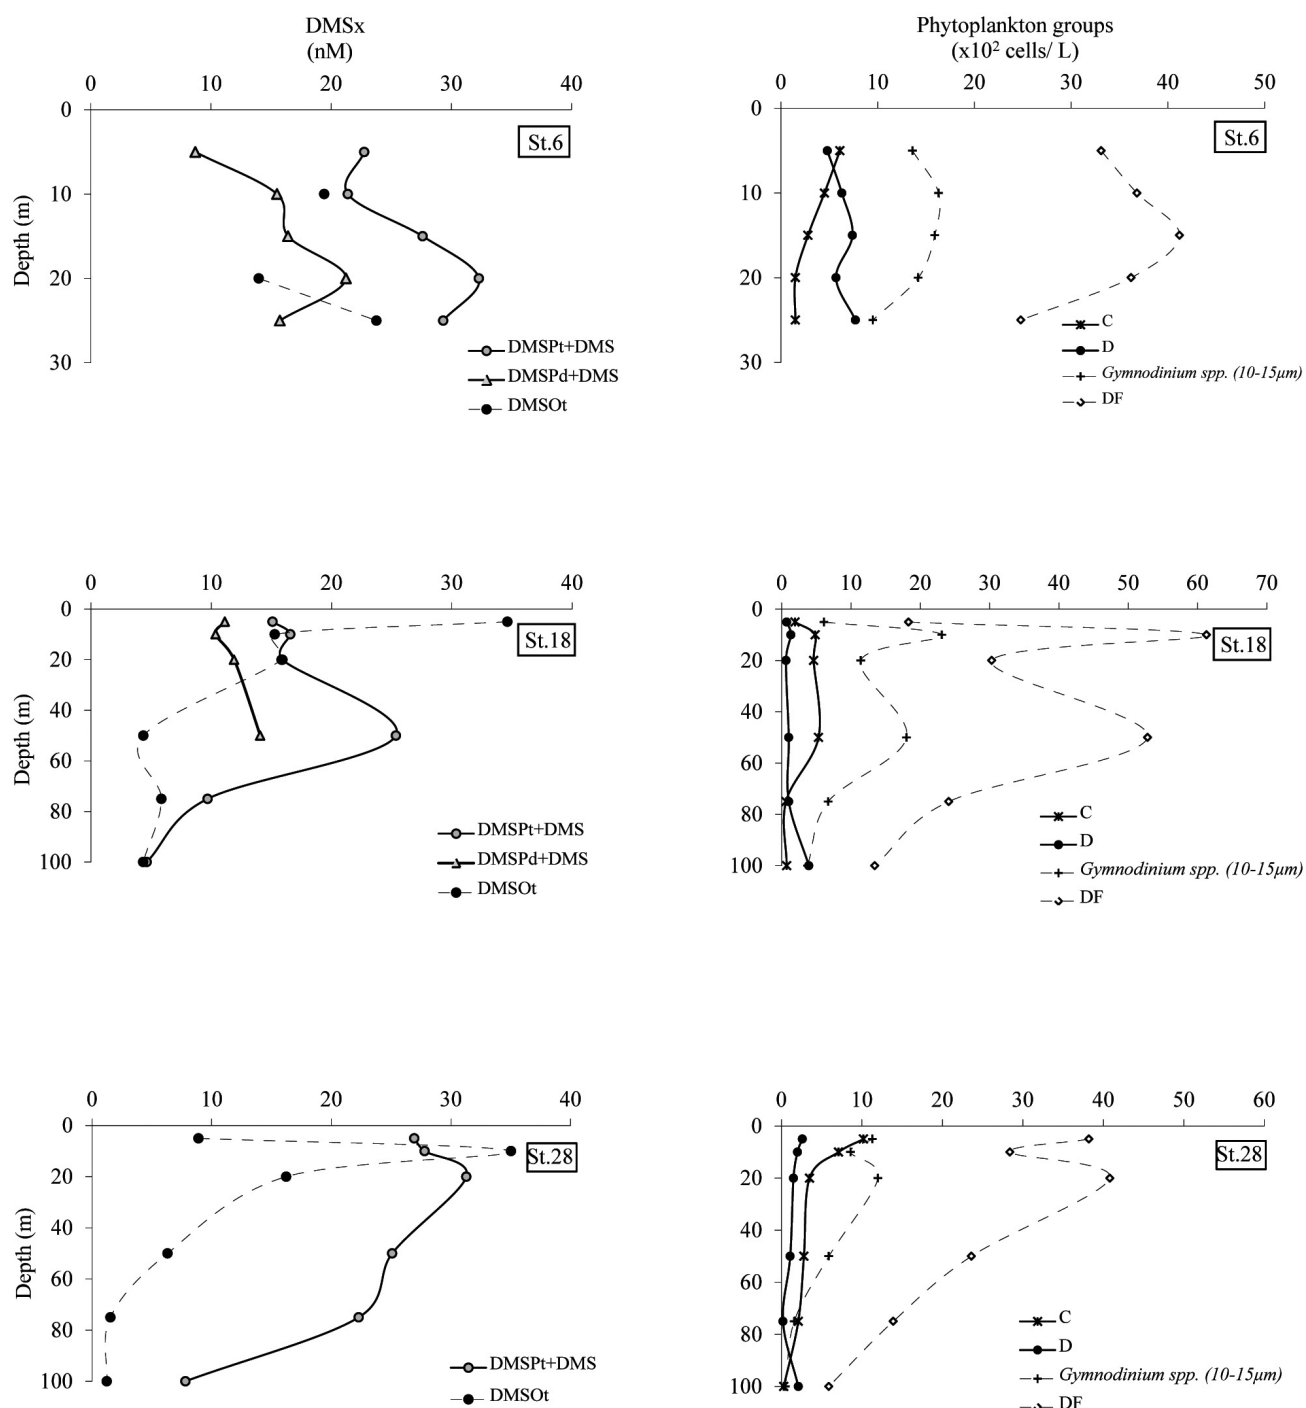 DMSx
(nM)
Phytoplankton groups
(x10² cells/ L)
0 10 20 30 40
0 10 20 30 40 50
0
10
20
30
Depth (m)
St.6
DMSPt+DMS
DMSPd+DMS
DMSOt
0
10
20
30
St.6
C
D
Gymnodinium spp. (10-15µm)
DF
0 10 20 30 40
0 10 20 30 40 50 60 70
0
20
40
60
80
100
Depth (m)
St.18
DMSPt+DMS
DMSPd+DMS
DMSOt
0
20
40
60
80
100
St.18
C
D
Gymnodinium spp. (10-15µm)
DF
0 10 20 30 40
0 10 20 30 40 50 60
0
20
40
60
80
100
Depth (m)
St.28
DMSPt+DMS
DMSOt
0
20
40
60
80
100
St.28
C
D
Gymnodinium spp. (10-15µm)
DF